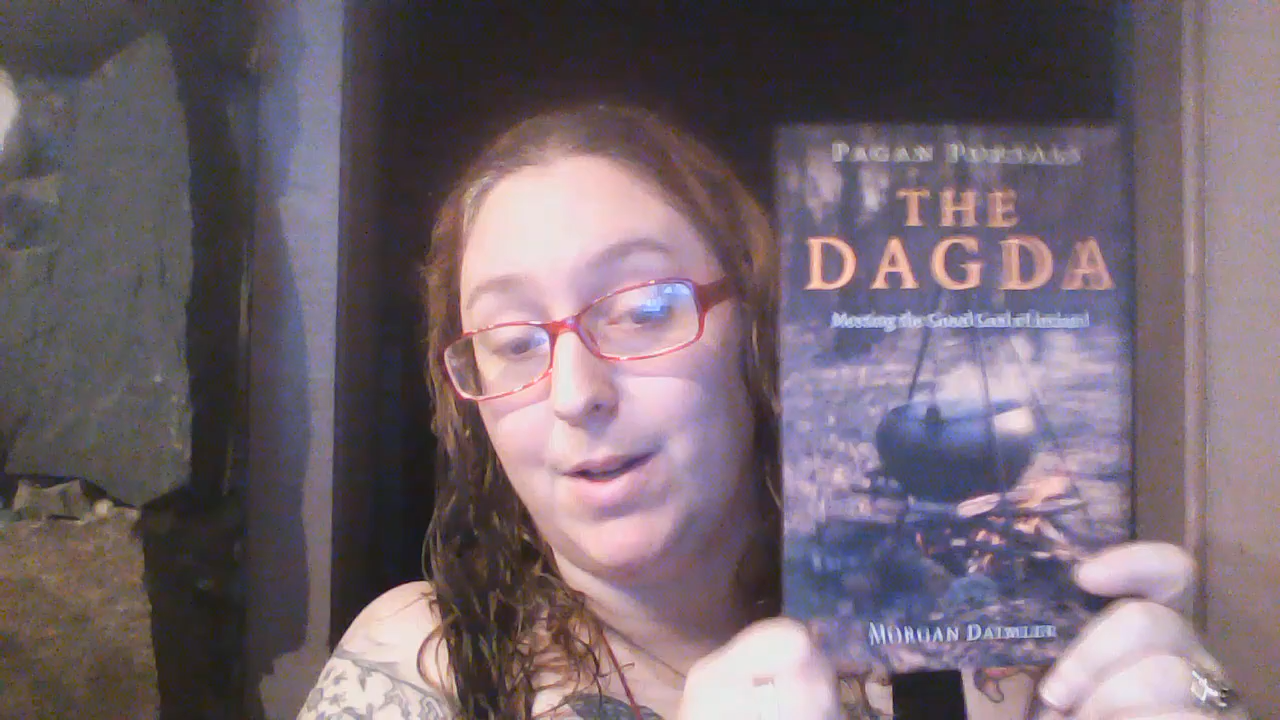 PAGAN PORTALS
THE
DAGDA
Meeting the Good God of Ireland
MORGAN DAIMLER